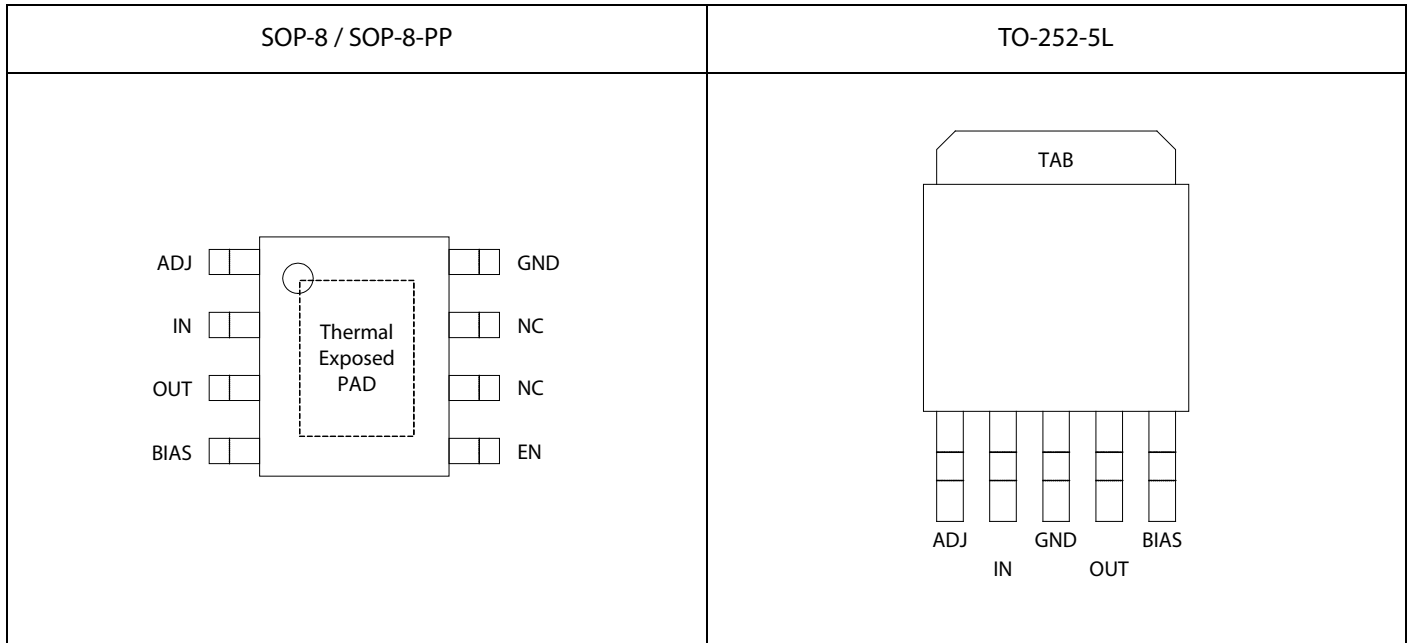 SOP-8 / SOP-8-PP
TO-252-5L
ADJ
IN
OUT
BIAS
Thermal
Exposed
PAD
GND
NC
NC
EN
TAB
ADJ
IN
GND
OUT
BIAS